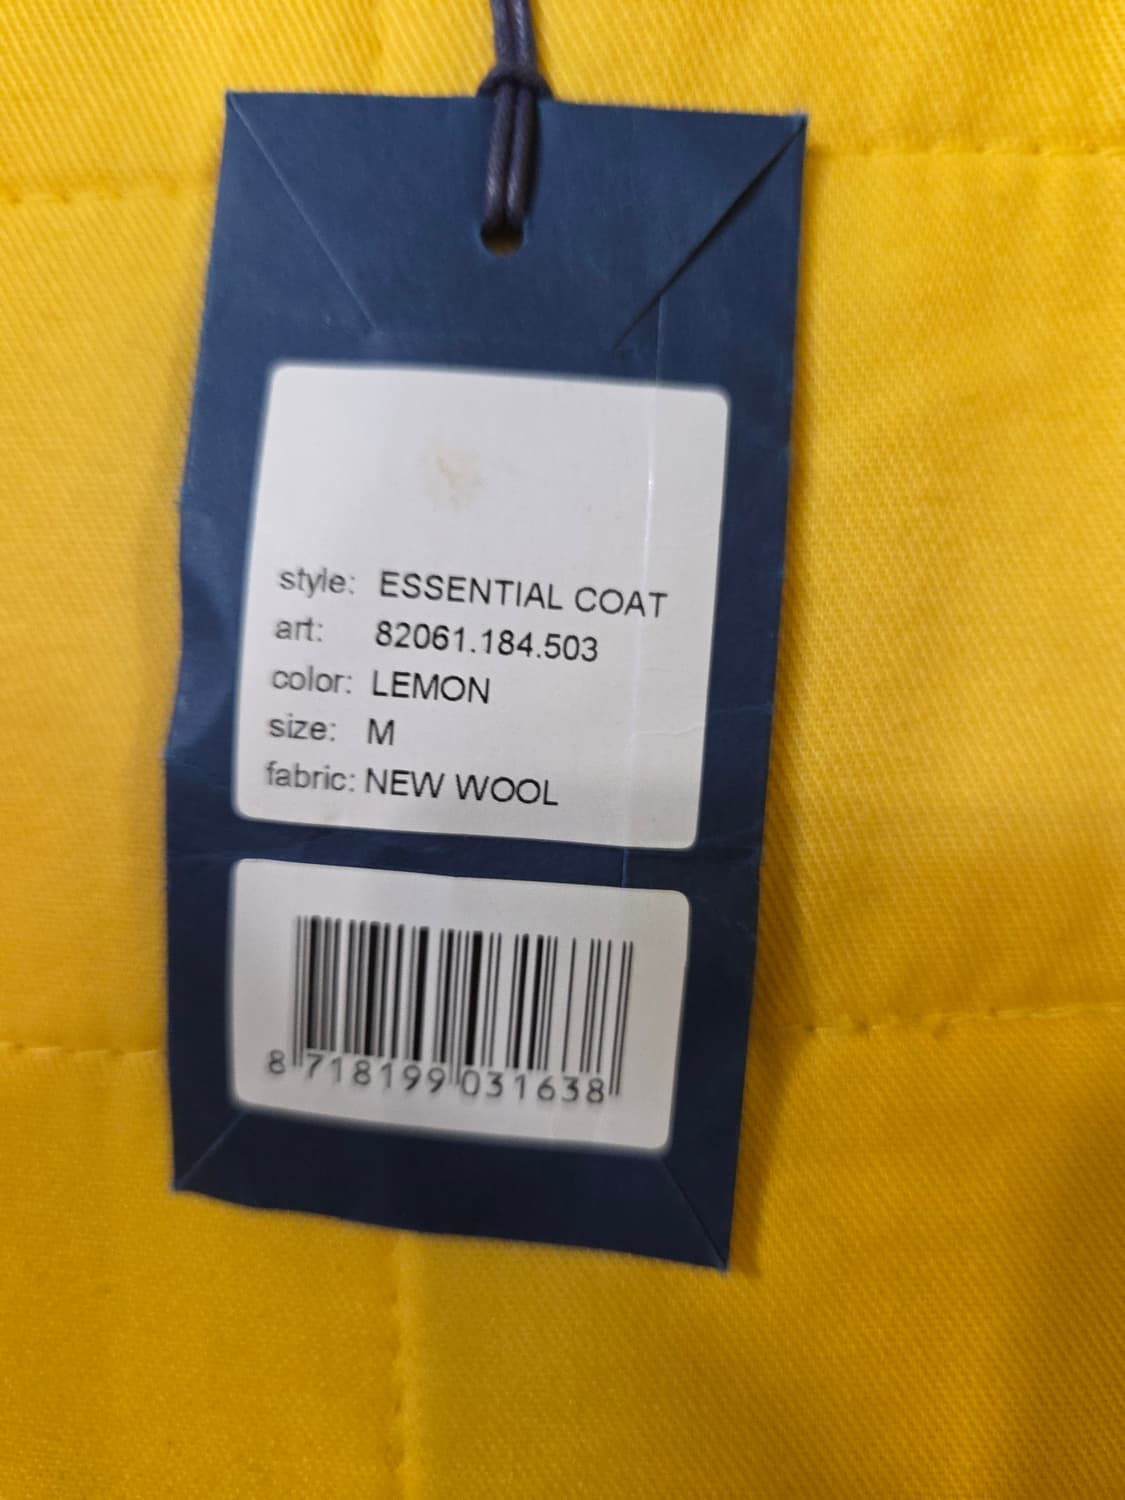 style: ESSENTIAL COAT
art: 82061.184.503
color: LEMON
size: M
fabric: NEW WOOL
8 718199 031638